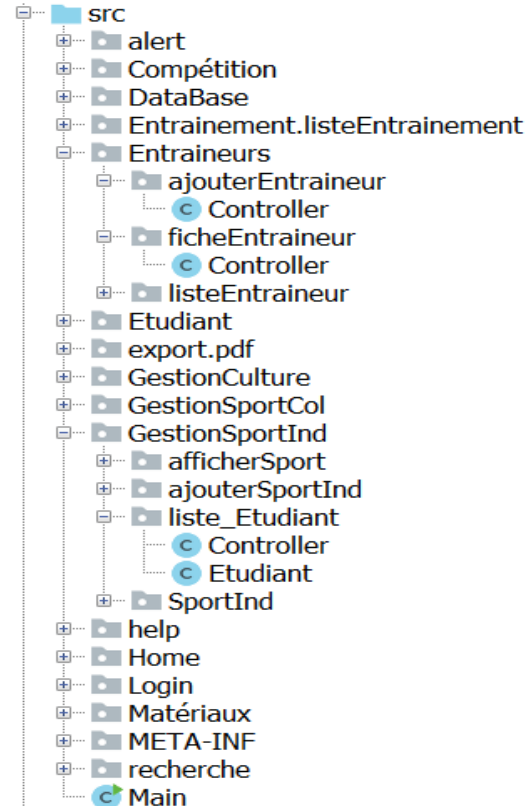 src
alert
Compétition
DataBase
Entrainement.listeEntrainement
Entraineurs
ajouterEntraineur
C Controller
ficheEntraineur
C Controller
listeEntraineur
Etudiant
export.pdf
GestionCulture
GestionSportCol
GestionSportInd
afficherSport
ajouterSportInd
liste_Etudiant
C Controller
C Etudiant
SportInd
help
Home
Login
Matériaux
META-INF
recherche
C Main